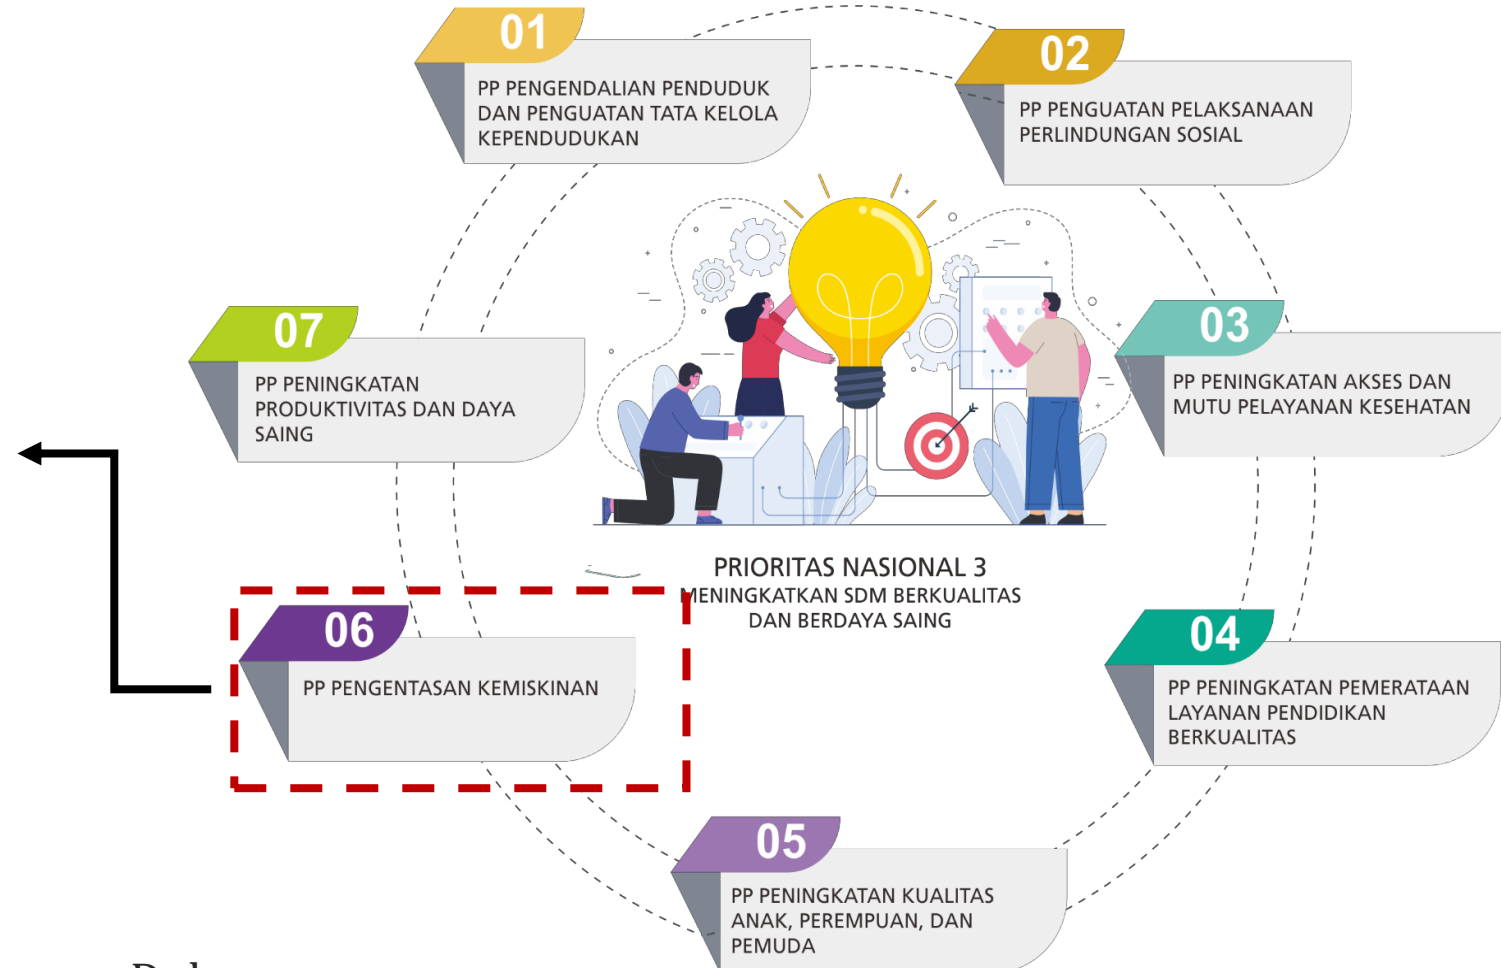 01
PP PENGENDALIAN PENDUDUK
DAN PENGUATAN TATA KELOLA
KEPENDUDUKAN
02
PP PENGUATAN PELAKSANAAN
PERLINDUNGAN SOSIAL
03
PP PENINGKATAN AKSES DAN
MUTU PELAYANAN KESEHATAN
04
PP PENINGKATAN PEMERATAAN
LAYANAN PENDIDIKAN
BERKUALITAS
05
PP PENINGKATAN KUALITAS
ANAK, PEREMPUAN, DAN
PEMUDA
06
PP PENGENTASAN KEMISKINAN
07
PP PENINGKATAN
PRODUKTIVITAS DAN DAYA
SAING
PRIORITAS NASIONAL 3
MENINGKATKAN SDM BERKUALITAS
DAN BERDAYA SAING